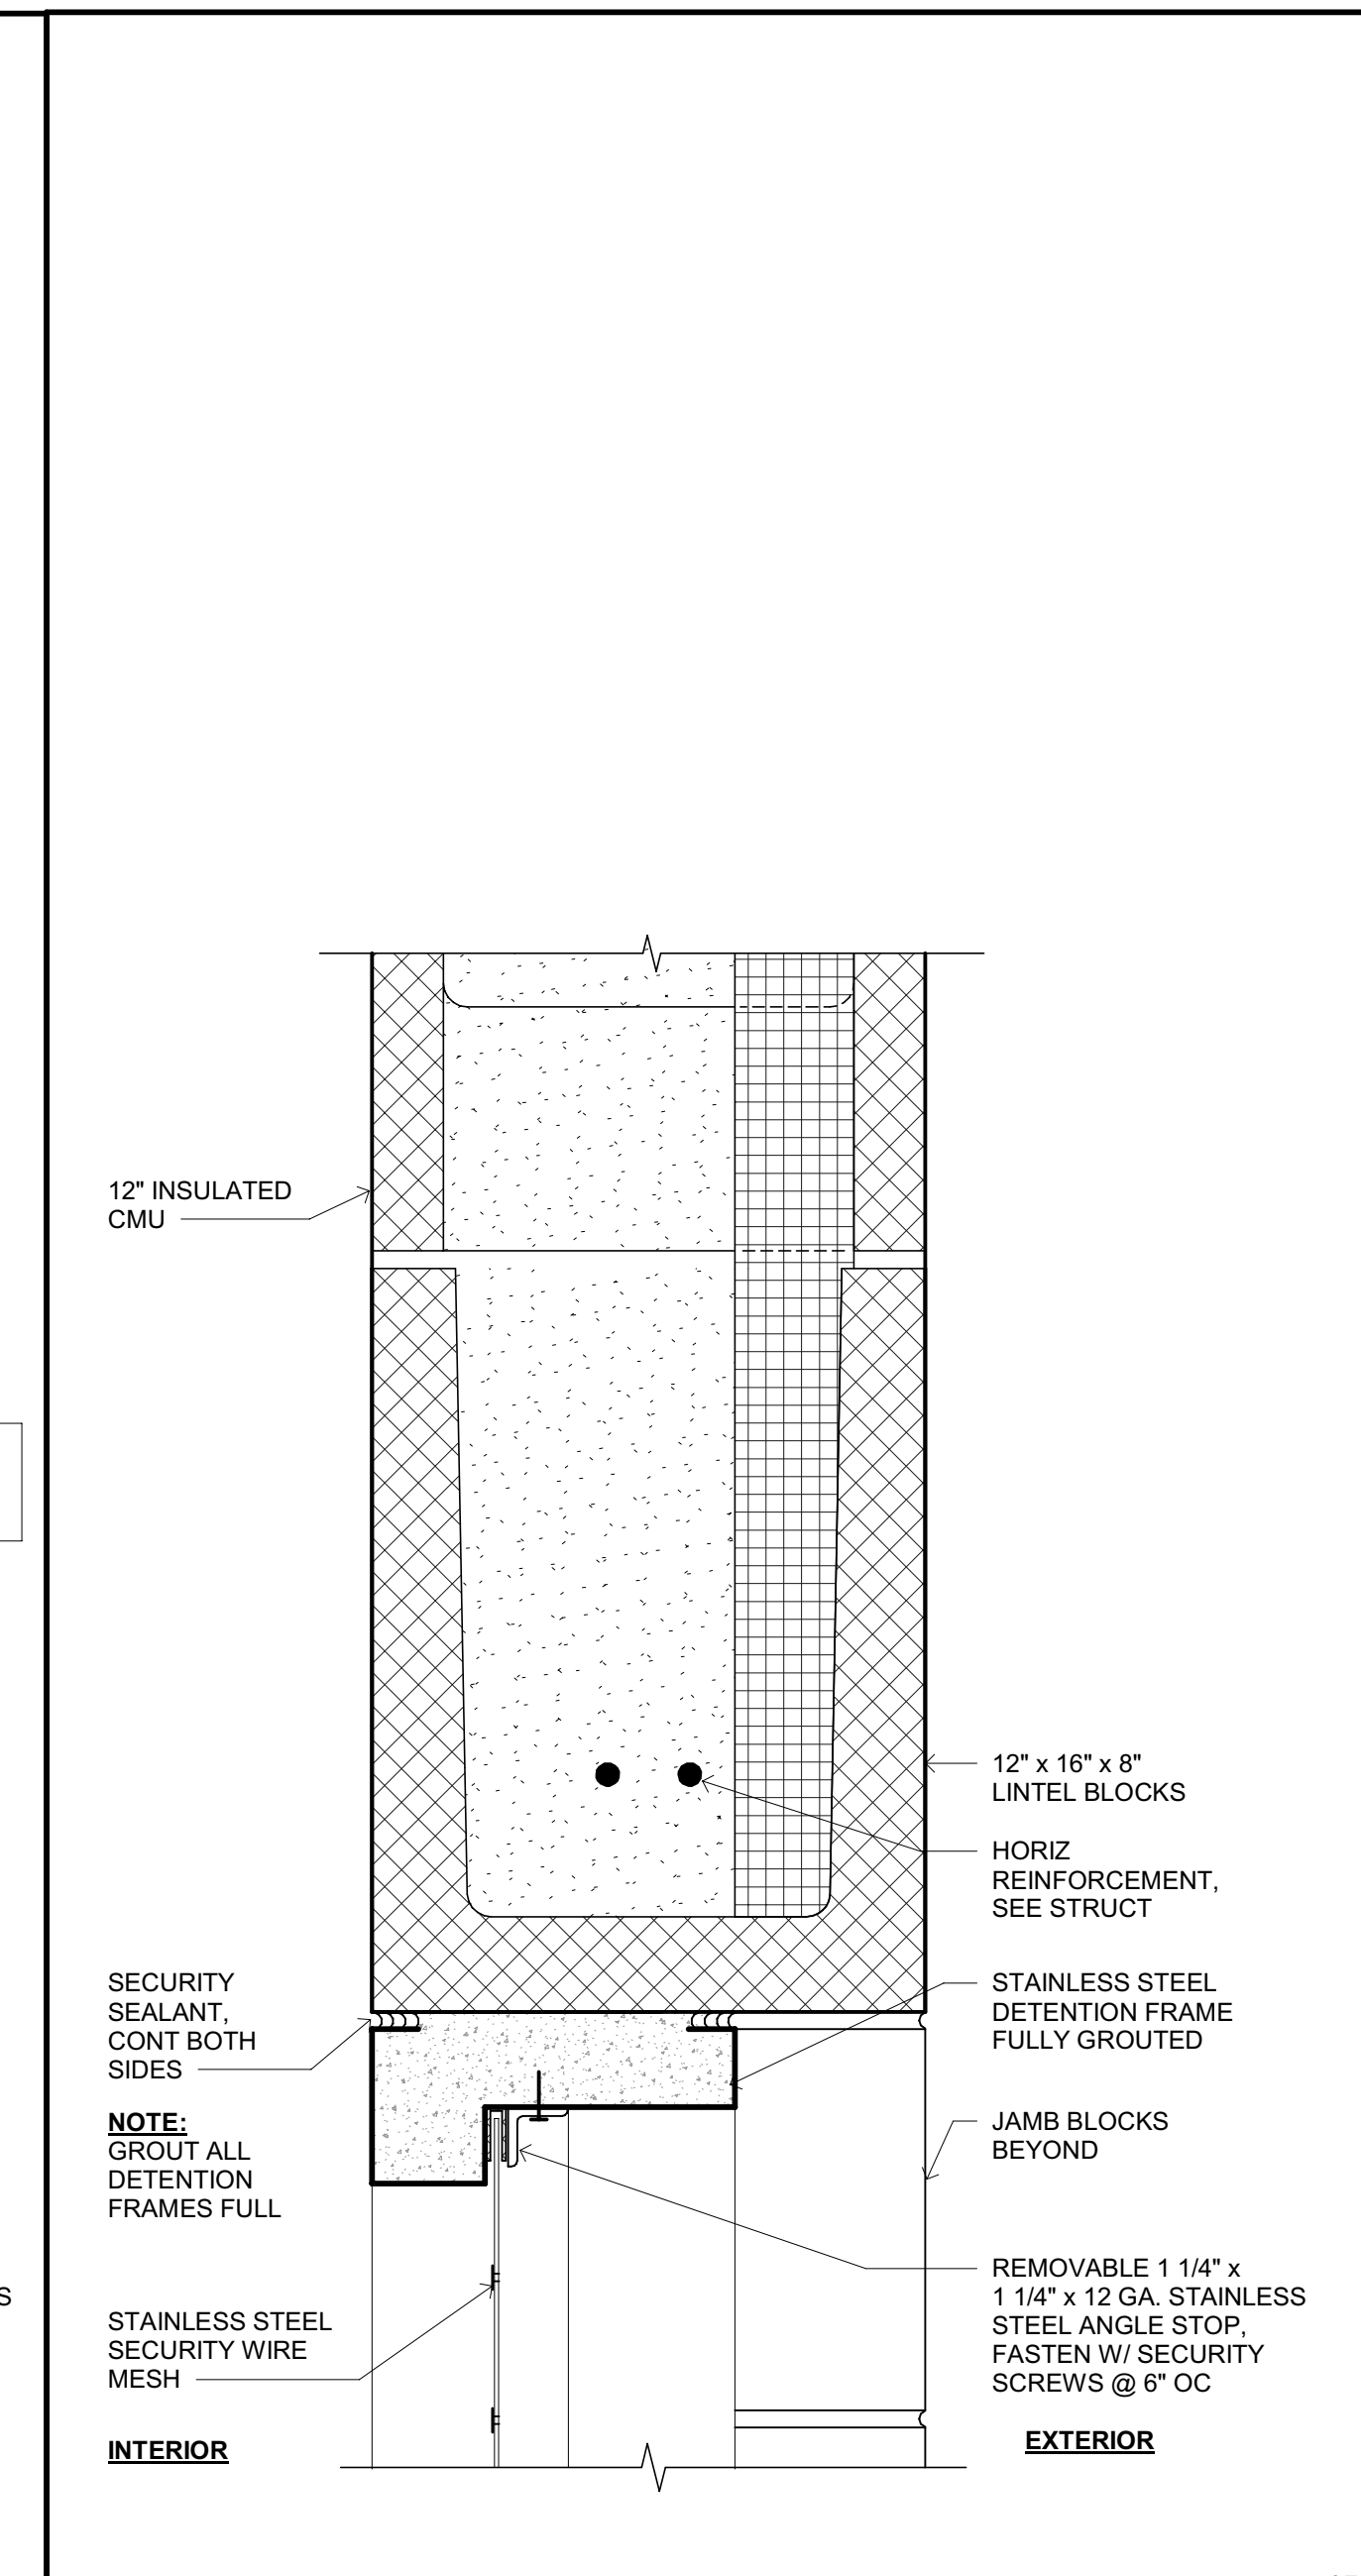 12" INSULATED
CMU
12" x 16" x 8"
LINTEL BLOCKS
HORIZ
REINFORCEMENT,
SEE STRUCT
SECURITY
SEALANT,
CONT BOTH
SIDES
STAINLESS STEEL
DETENTION FRAME
FULLY GROUTED
NOTE:
GROUT ALL
DETENTION
FRAMES FULL
JAMB BLOCKS
BEYOND
S
STAINLESS STEEL
SECURITY WIRE
MESH
REMOVABLE 1 1/4" x
1 1/4" x 12 GA. STAINLESS
STEEL ANGLE STOP,
FASTEN W/ SECURITY
SCREWS @ 6" OC
INTERIOR
EXTERIOR